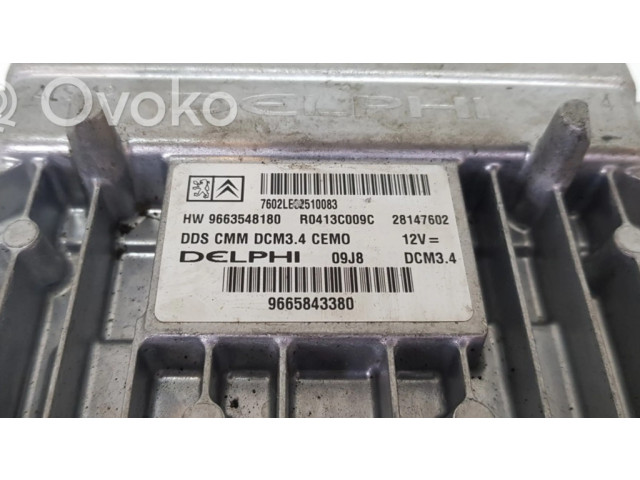 Ovoko
DELPHI
7602LE02510083
HW 9663548180 R0413C009C 28147602
DDS CMM DCM3.4 CEMO 12V=
DELPHI 09J8 DCM3.4
9665843380